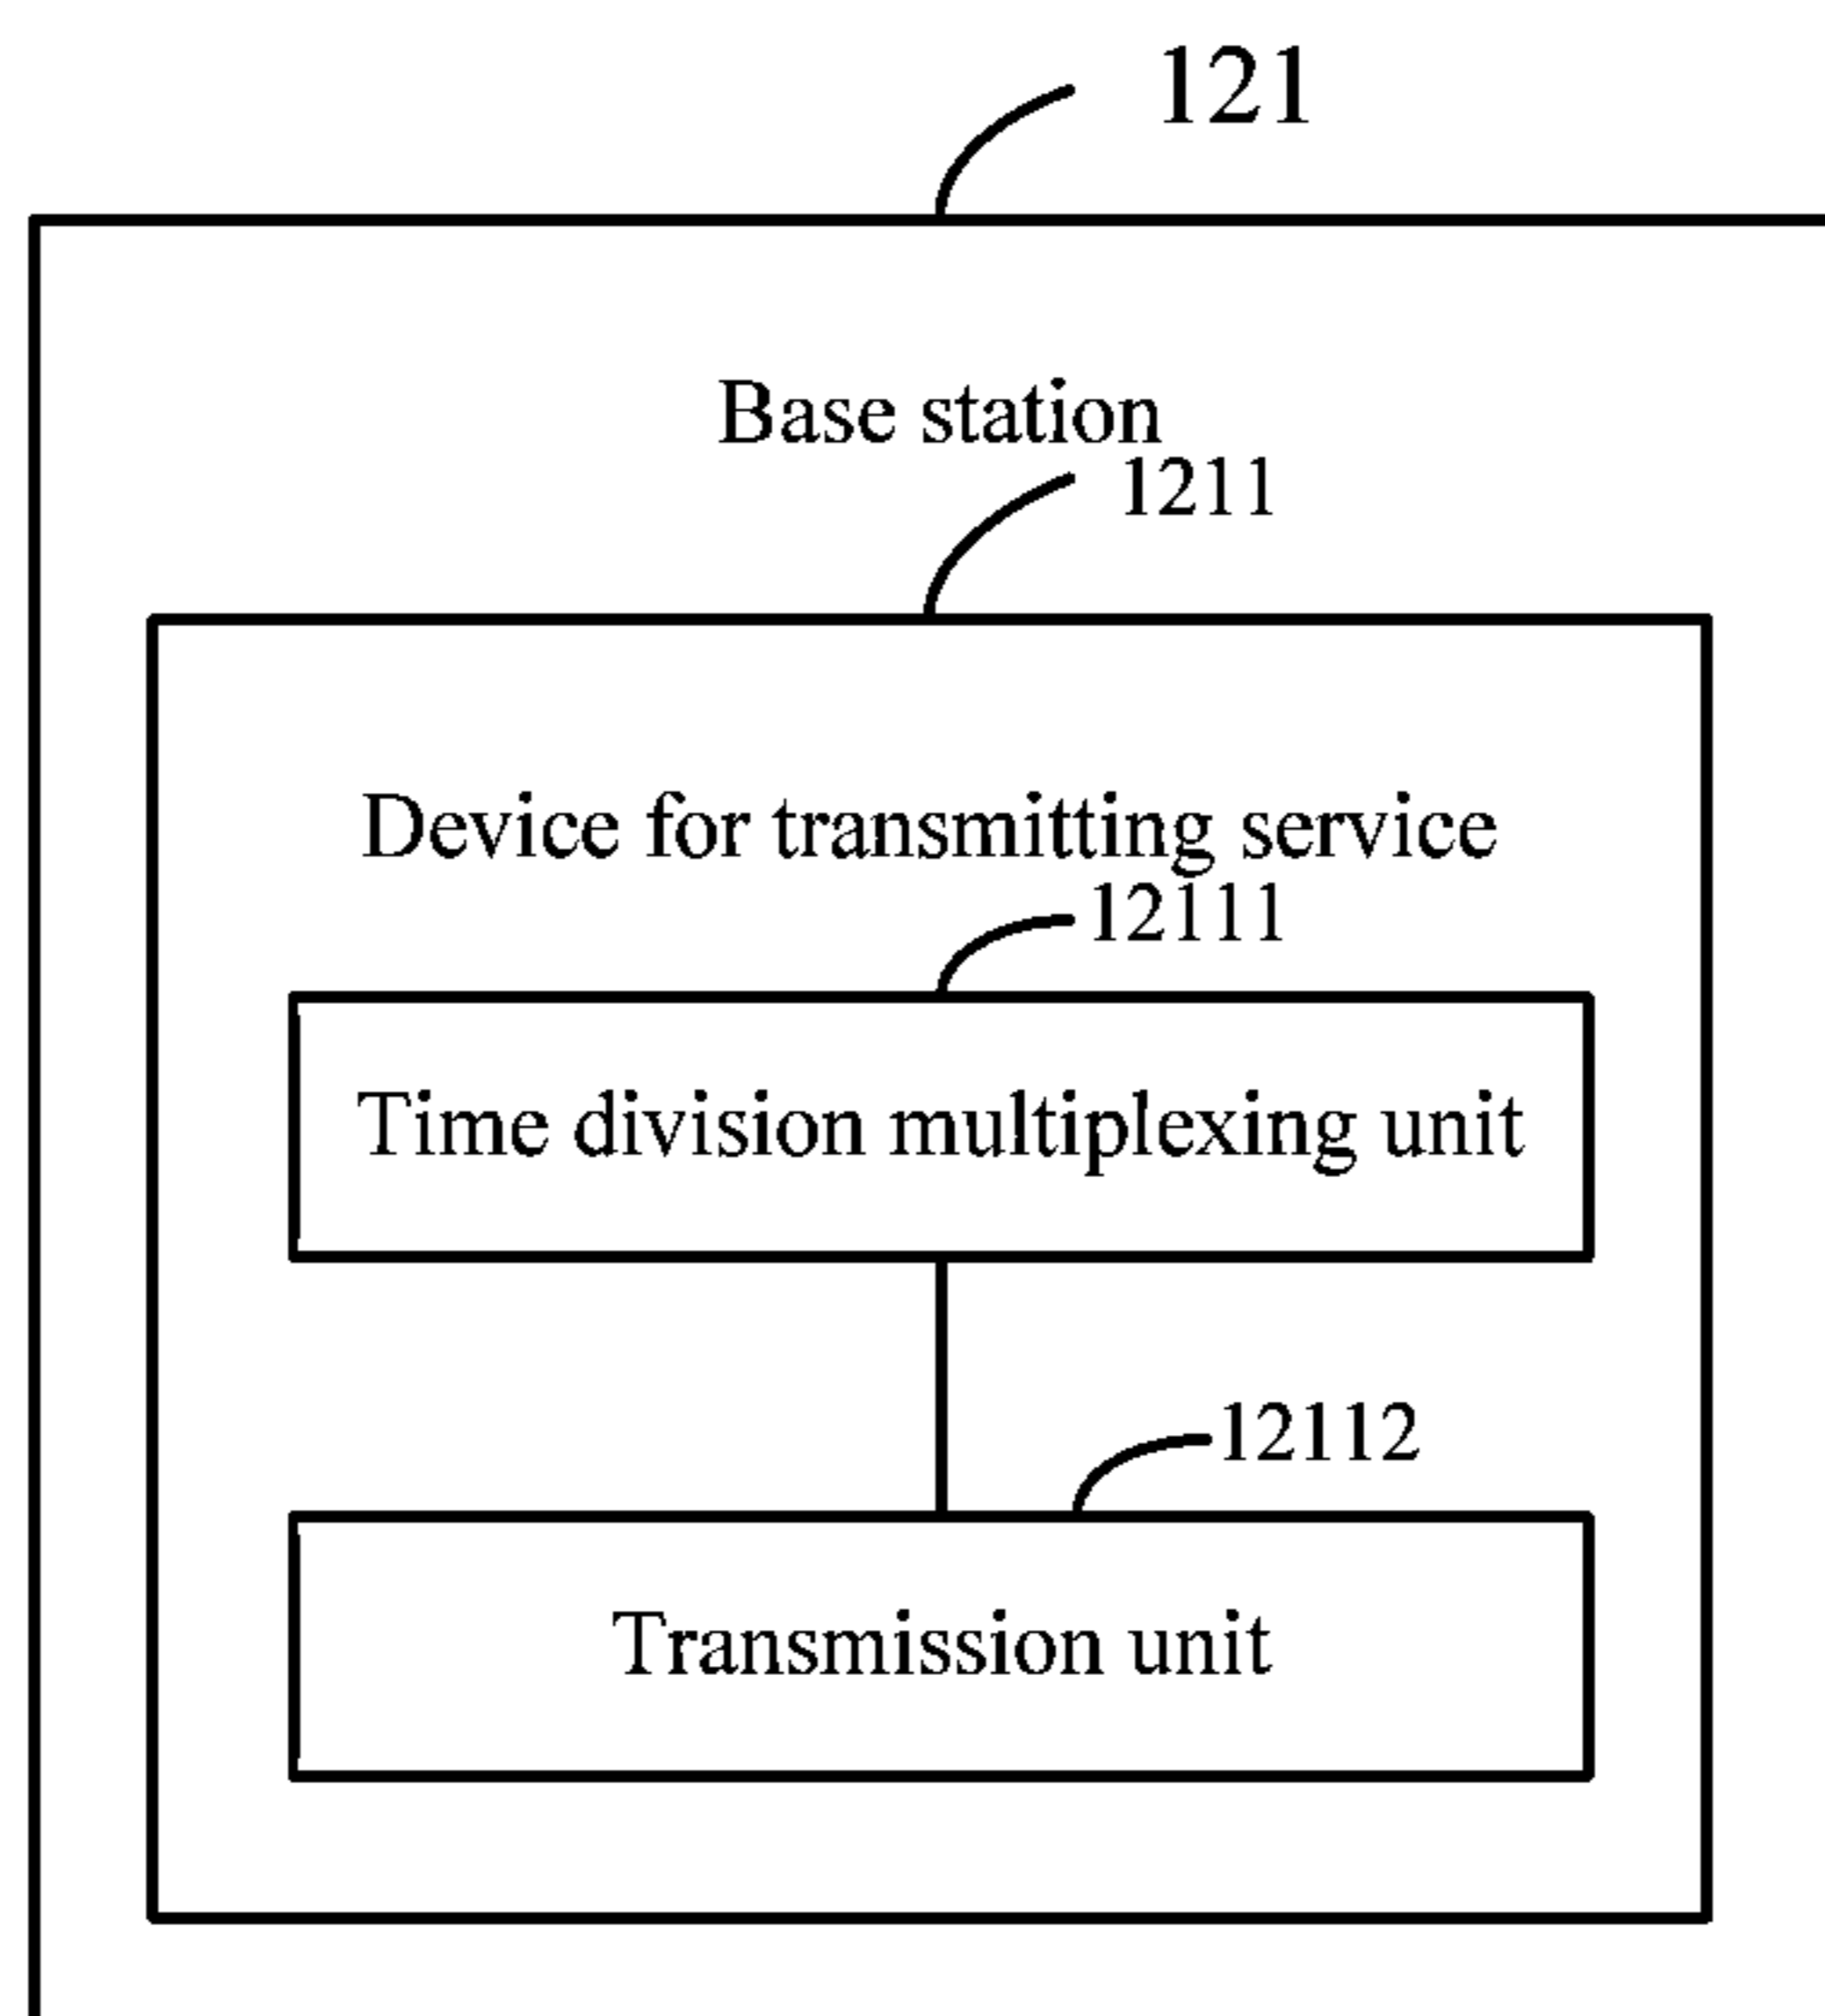 121
Base station
1211
Device for transmitting service
12111
Time division multiplexing unit
12112
Transmission unit